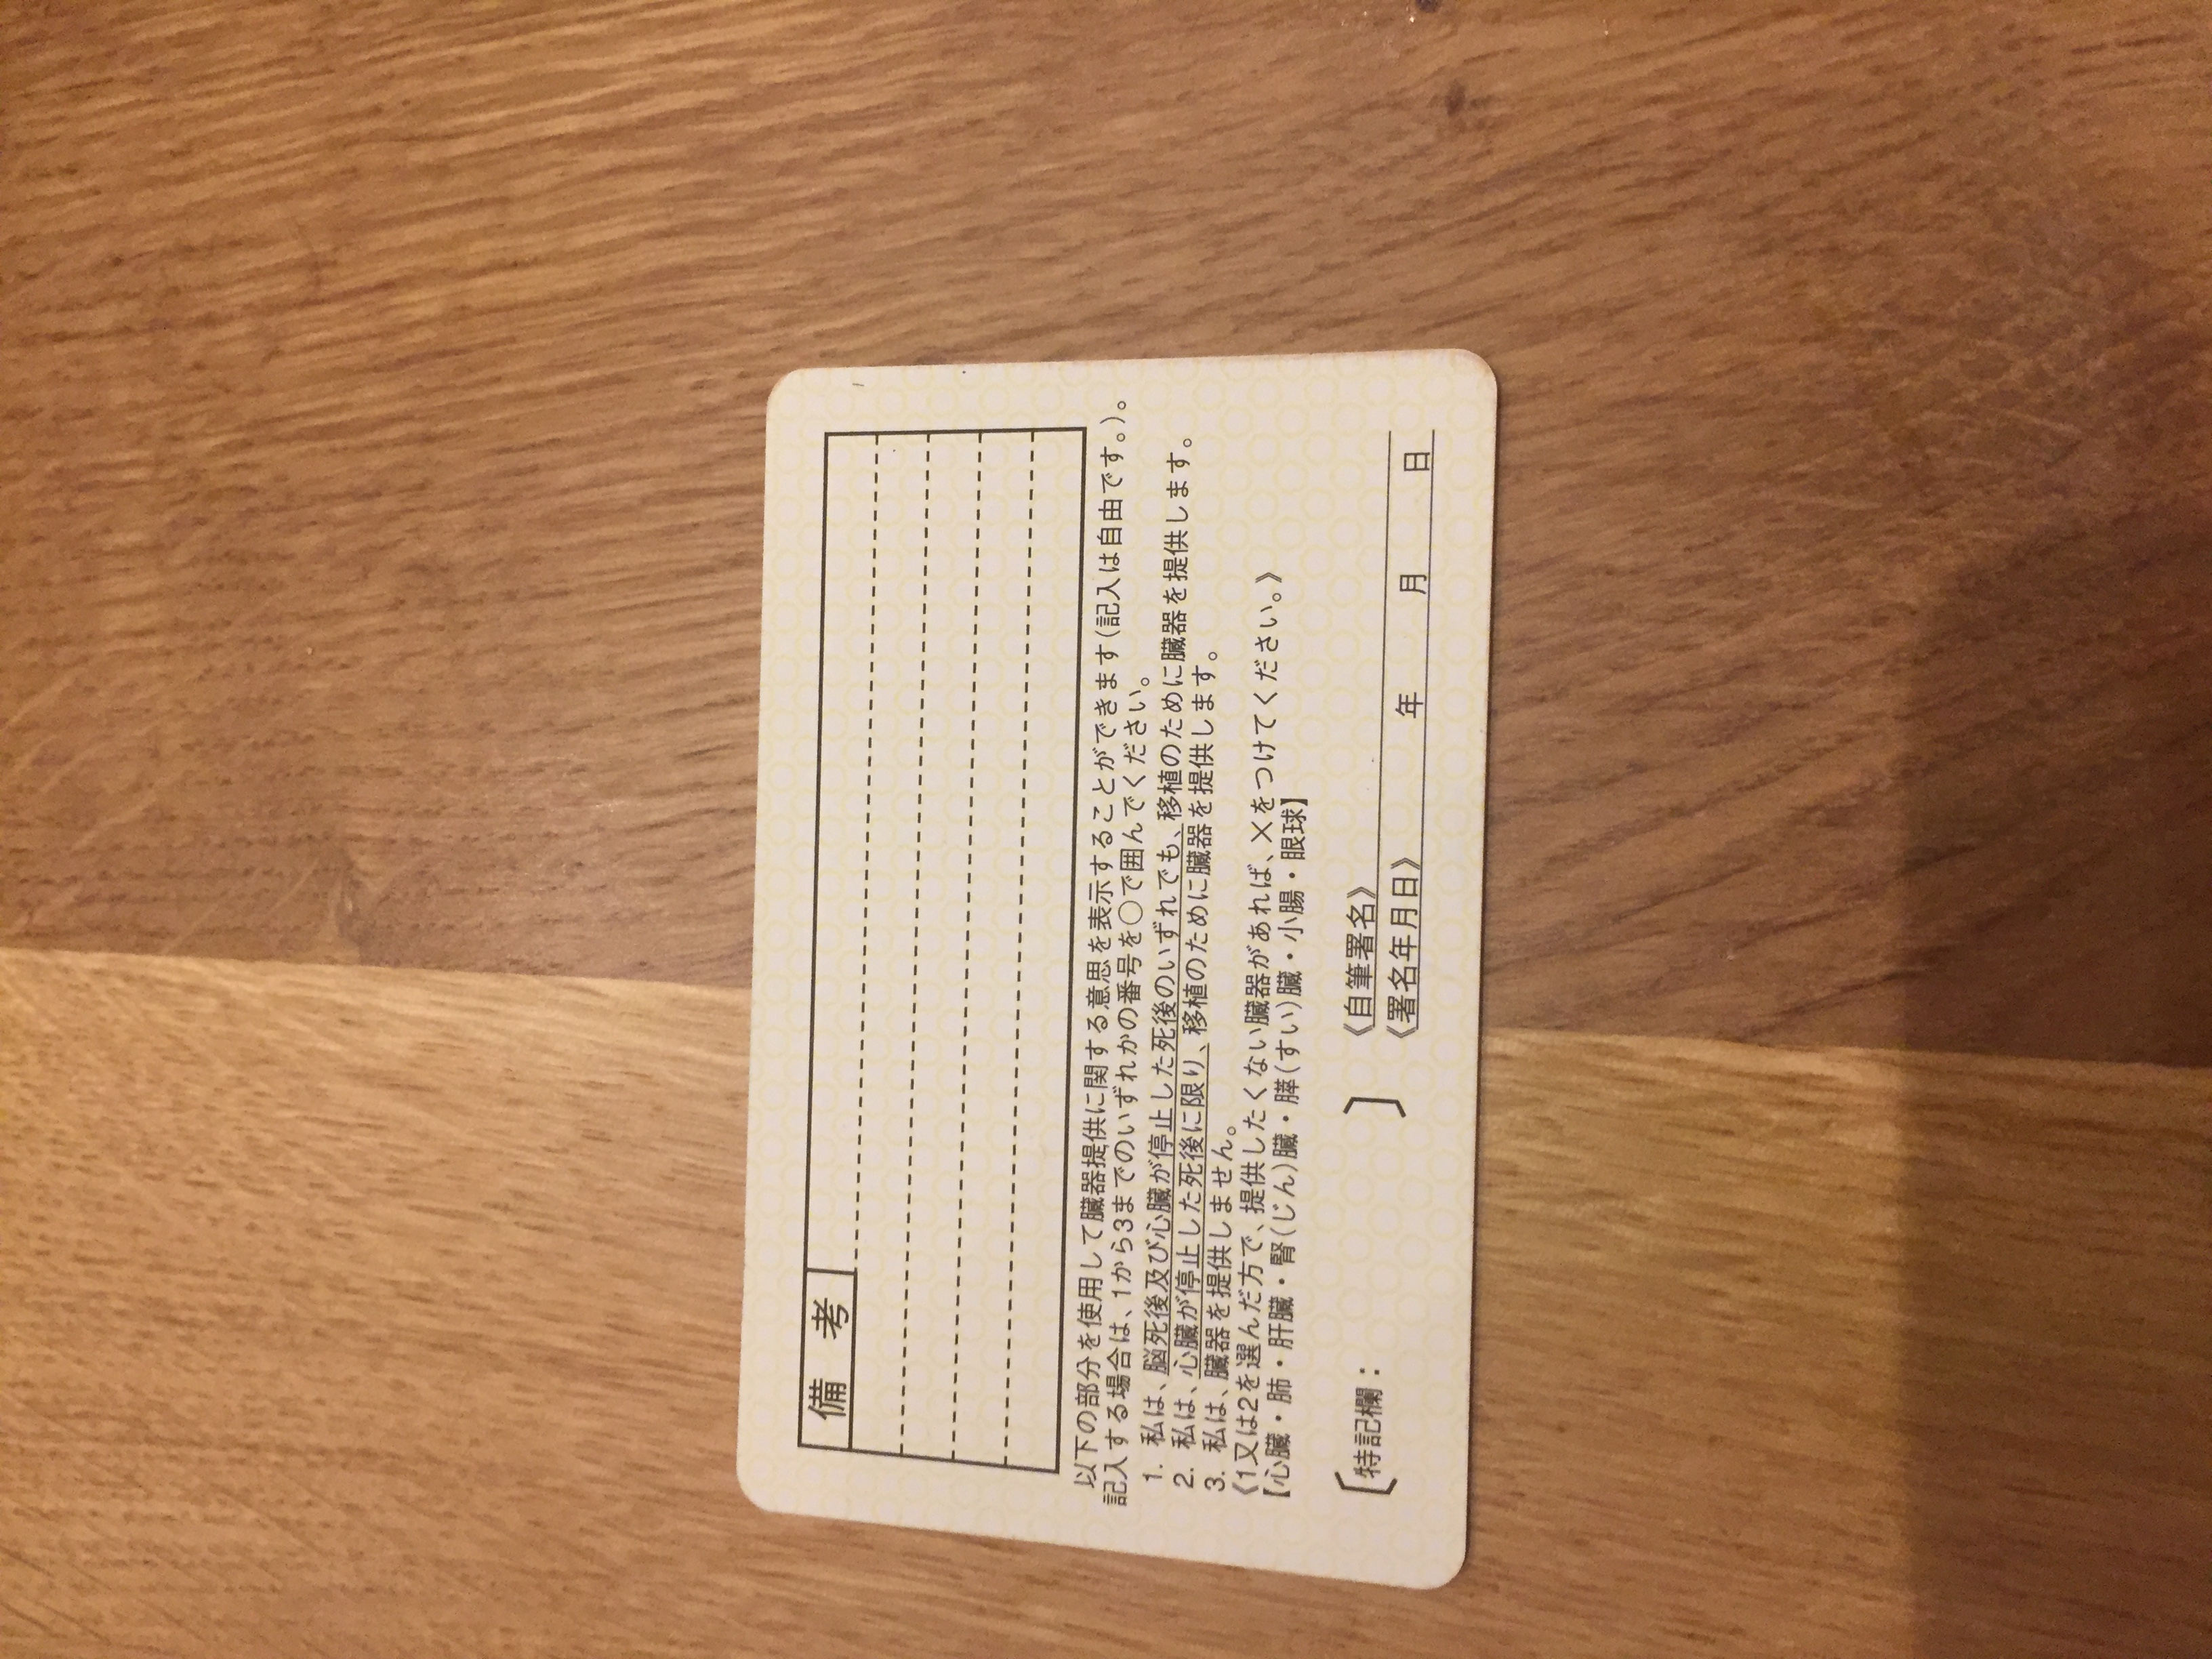 備　考
以下の部分を使用して臓器提供に関する意思を表示することができます(記入は自由です。)。
記入する場合は、1から3までのいずれかの番号を○で囲んでください。
1. 私は、脳死後及び心臓が停止した死後のいずれでも、移植のために臓器を提供します。
2. 私は、心臓が停止した死後に限り、移植のために臓器を提供します。
3. 私は、臓器を提供しません。
《1又は2を選んだ方で、提供したくない臓器があれば、×をつけてください。》
【心臓・肺・肝臓・腎(じん)臓・膵(すい)臓・小腸・眼球】
〔特記欄：　　　　　　　　〕
《自筆署名》
《署名年月日》　　　年　　　月　　　日